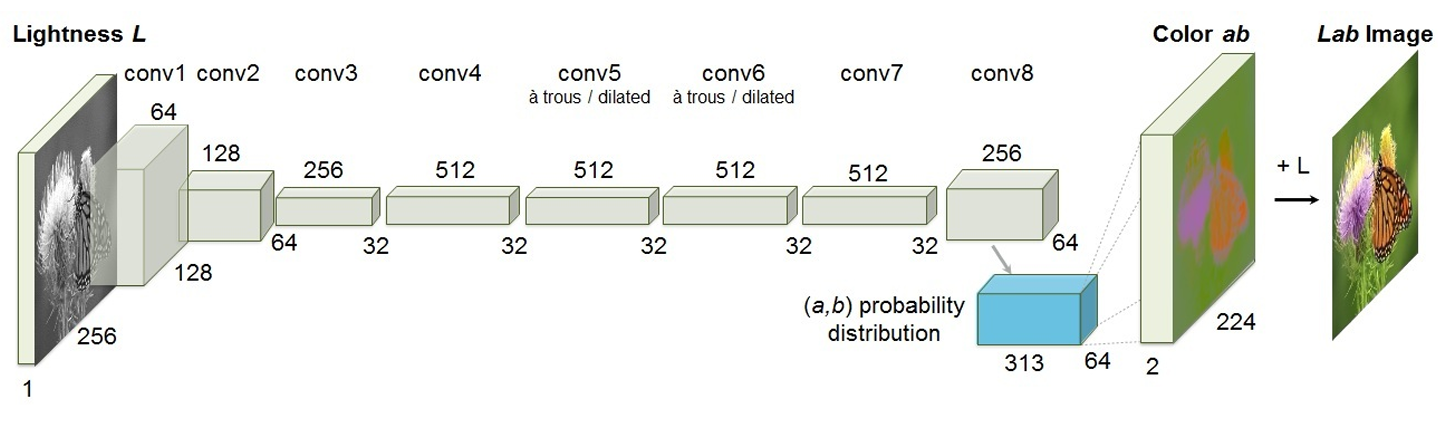 Lightness L
Color ab
Lab Image
conv1
conv2
conv3
conv4
conv5
à trous / dilated
conv6
à trous / dilated
conv7
conv8
64
128
256
512
512
512
512
256
+ L
64
32
32
32
32
32
64
128
(a,b) probability
distribution
256
224
313
64
2
1